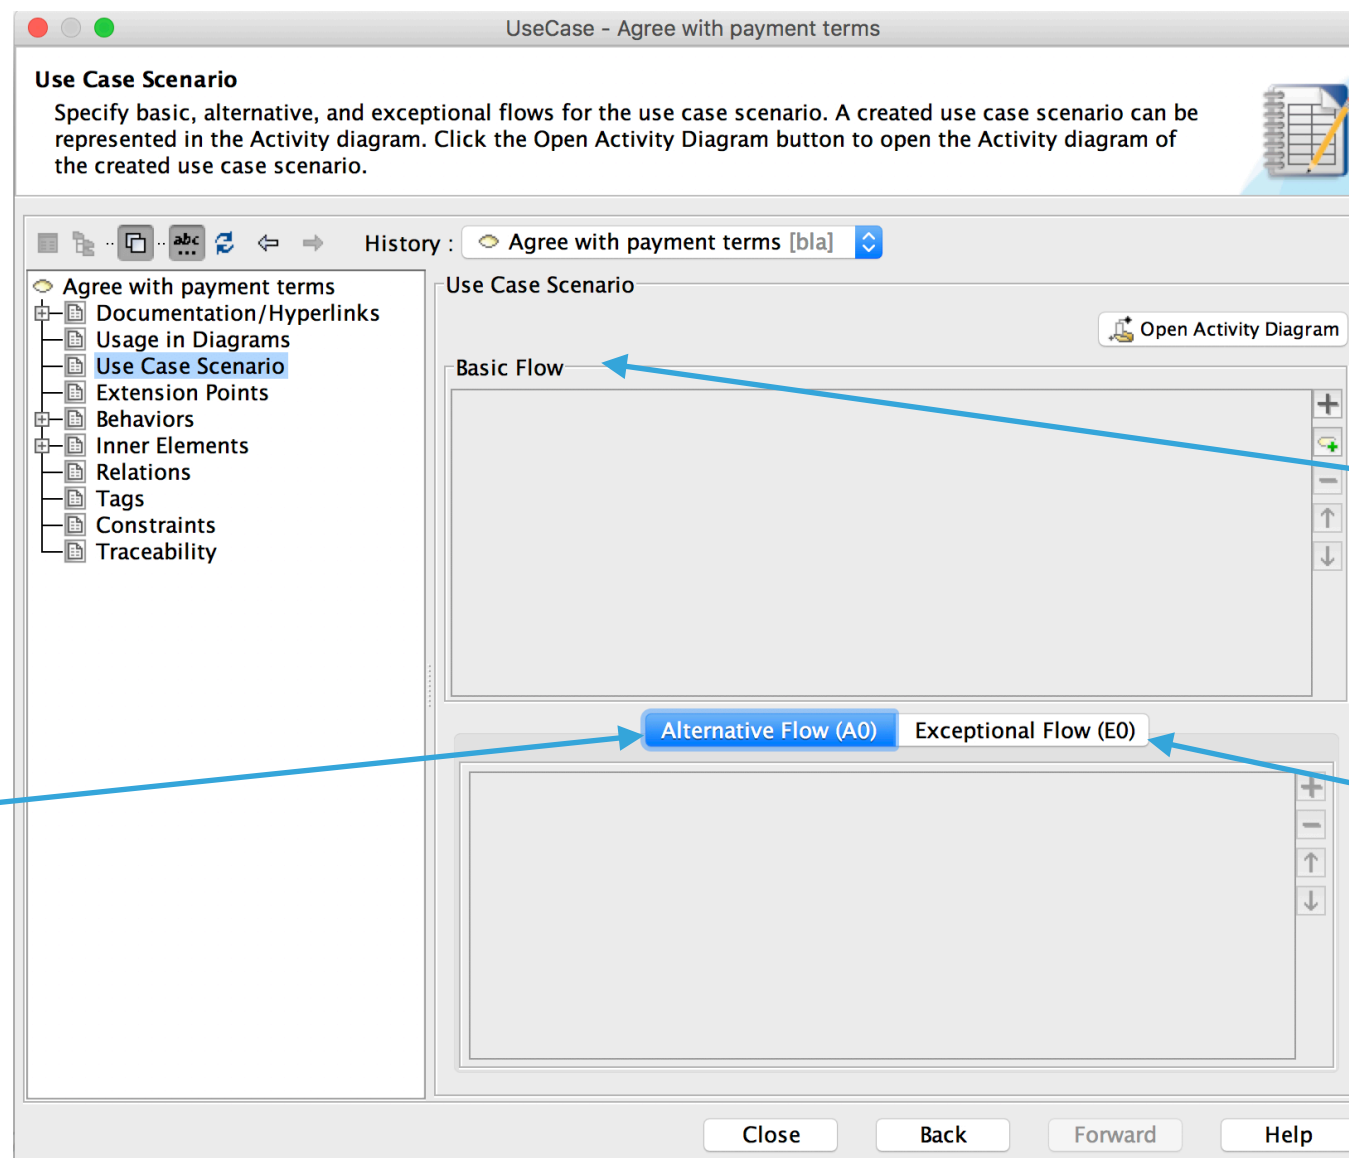 UseCase - Agree with payment terms
Use Case Scenario
Specify basic, alternative, and exceptional flows for the use case scenario. A created use case scenario can be
represented in the Activity diagram. Click the Open Activity Diagram button to open the Activity diagram of
the created use case scenario.
abc
History :
Agree with payment terms [bla]
Agree with payment terms
Documentation/Hyperlinks
Usage in Diagrams
Use Case Scenario
Extension Points
Behaviors
Inner Elements
Relations
Tags
Constraints
Traceability
Use Case Scenario
Open Activity Diagram
Basic Flow
Alternative Flow (A0)
Exceptional Flow (E0)
Close
Back
Forward
Help